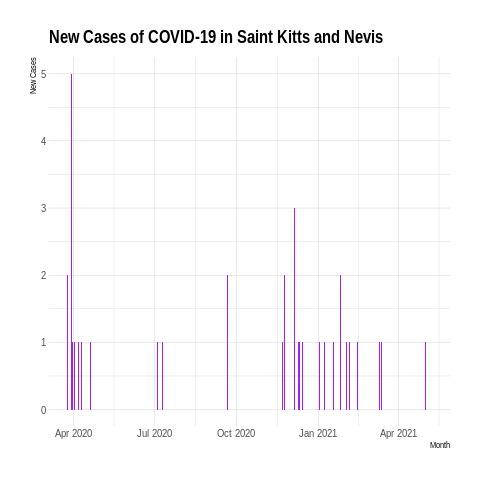 New Cases of COVID-19 in Saint Kitts and Nevis
New Cases
5
4
3
2
1
0
Apr 2020 Jul 2020 Oct 2020 Jan 2021 Apr 2021
Month